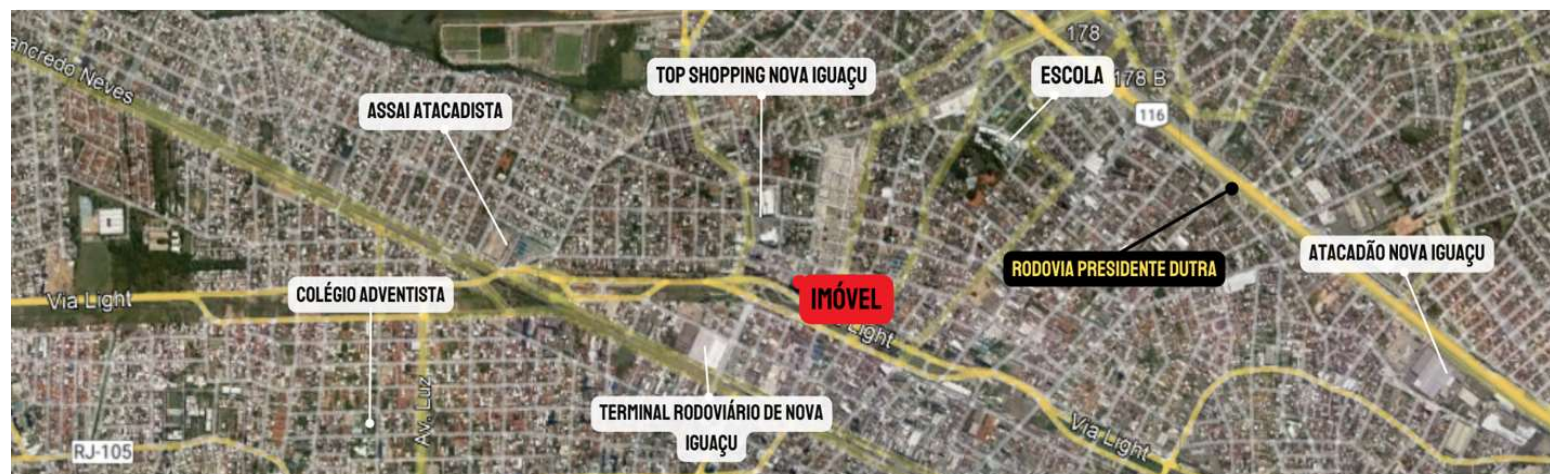 ancredo Neves
178
TOP SHOPPING NOVA IGUAÇU
ESCOLA
178 B
ASSAI ATACADISTA
116
ATACADÃO NOVA IGUAÇU
RODOVIA PRESIDENTE DUTRA
COLÉGIO ADVENTISTA
Via Light
IMÓVEL
Light
Av. Luz
TERMINAL RODOVIÁRIO DE NOVA
IGUAÇU
Via Light
RJ-105